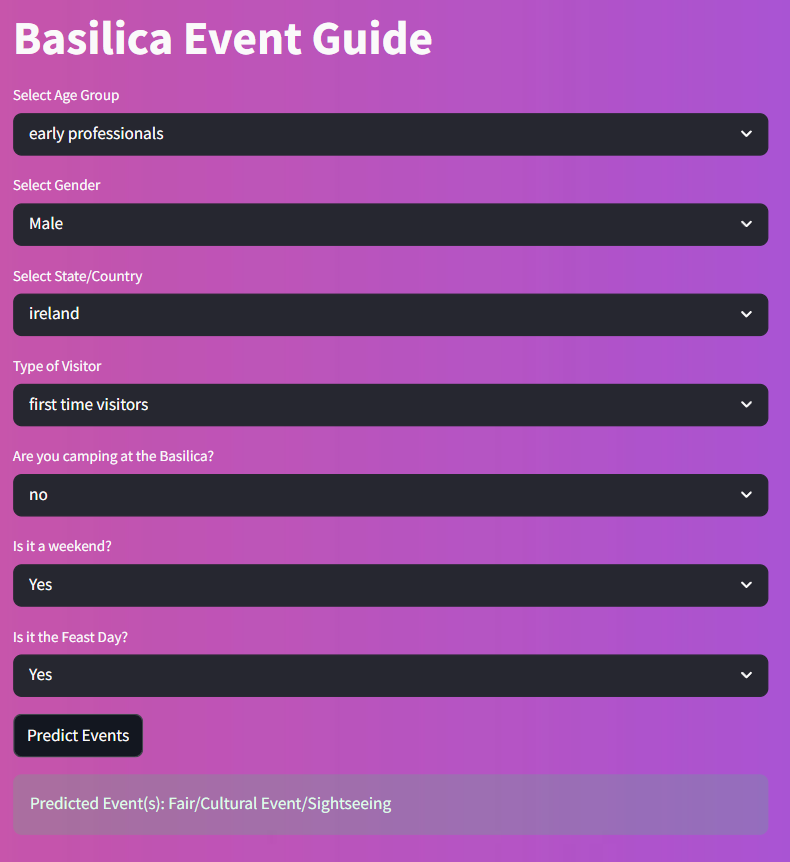 Basilica Event Guide
Select Age Group
early professionals
Select Gender
Male
Select State/Country
ireland
Type of Visitor
first time visitors
Are you camping at the Basilica?
no
Is it a weekend?
Yes
Is it the Feast Day?
Yes
Predict Events
Predicted Event(s): Fair/Cultural Event/Sightseeing